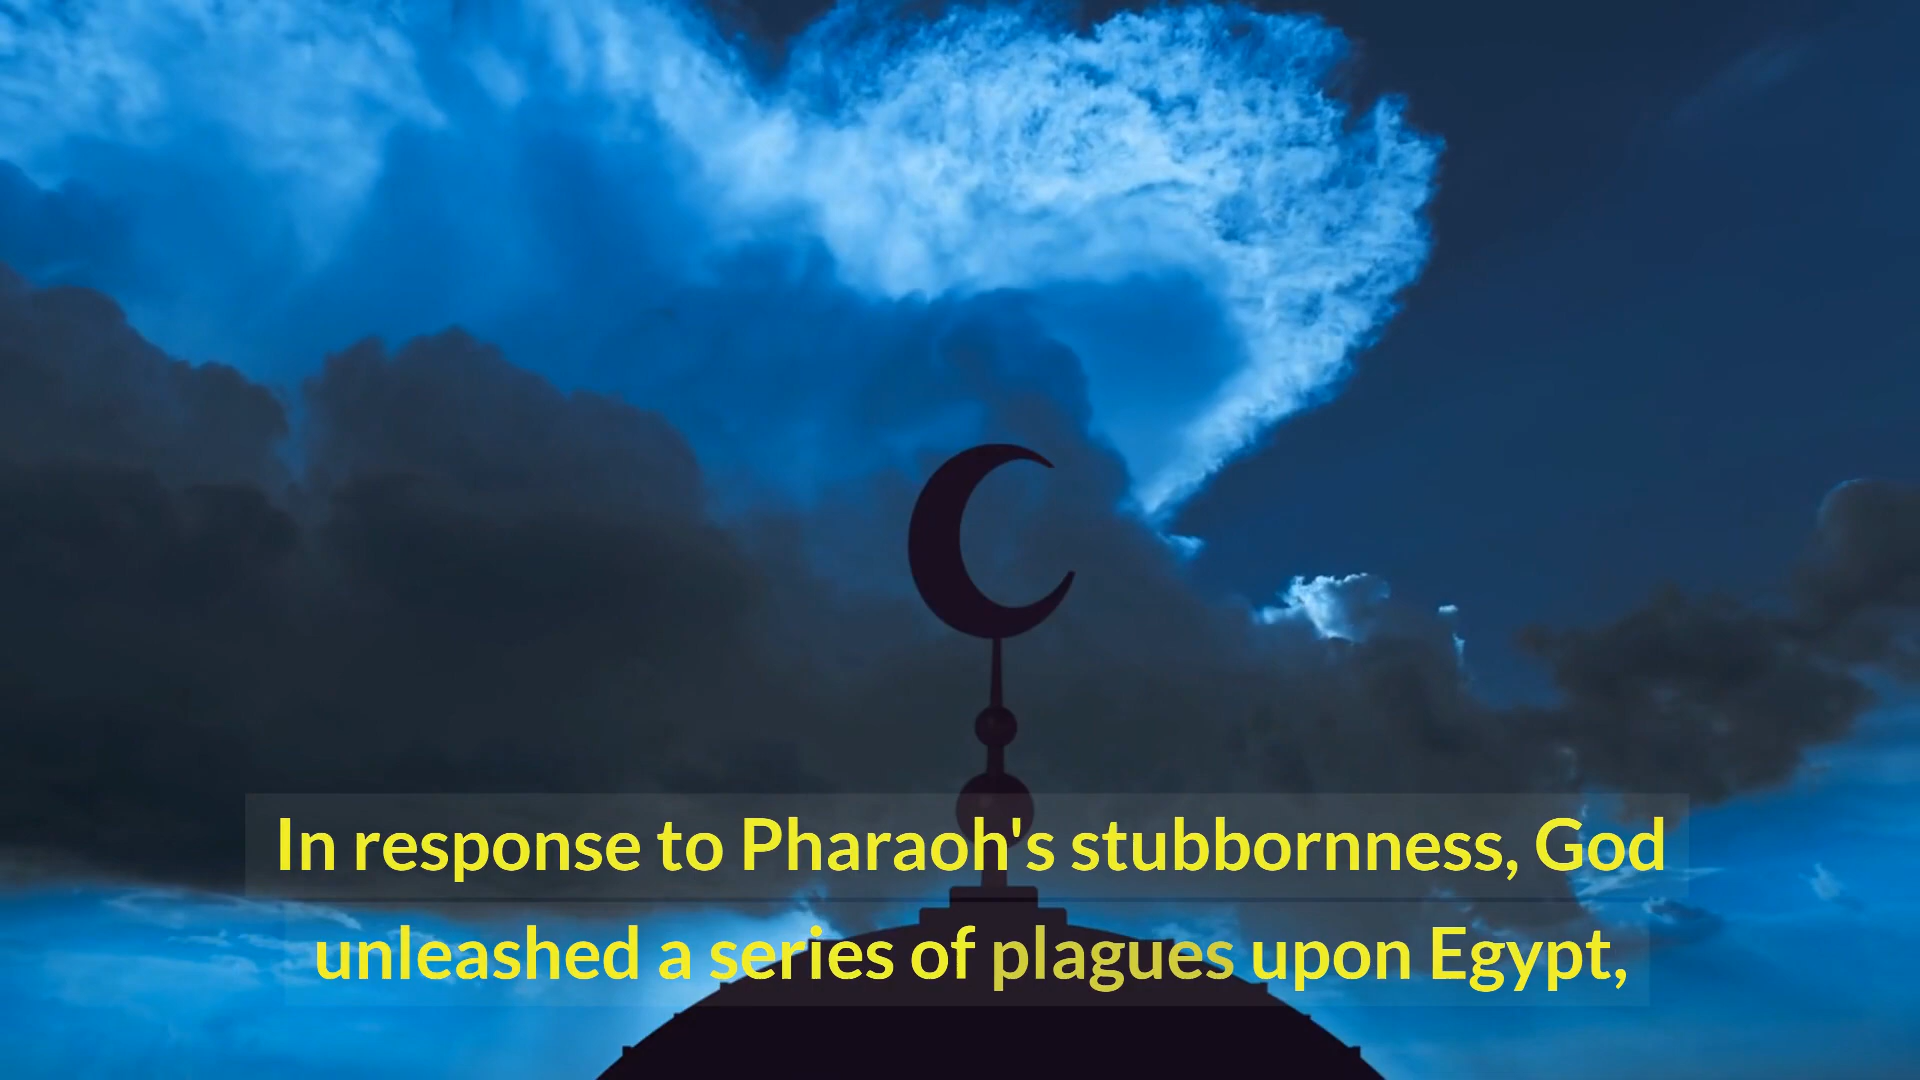 In response to Pharaoh's stubbornness, God
unleashed a series of plagues upon Egypt,